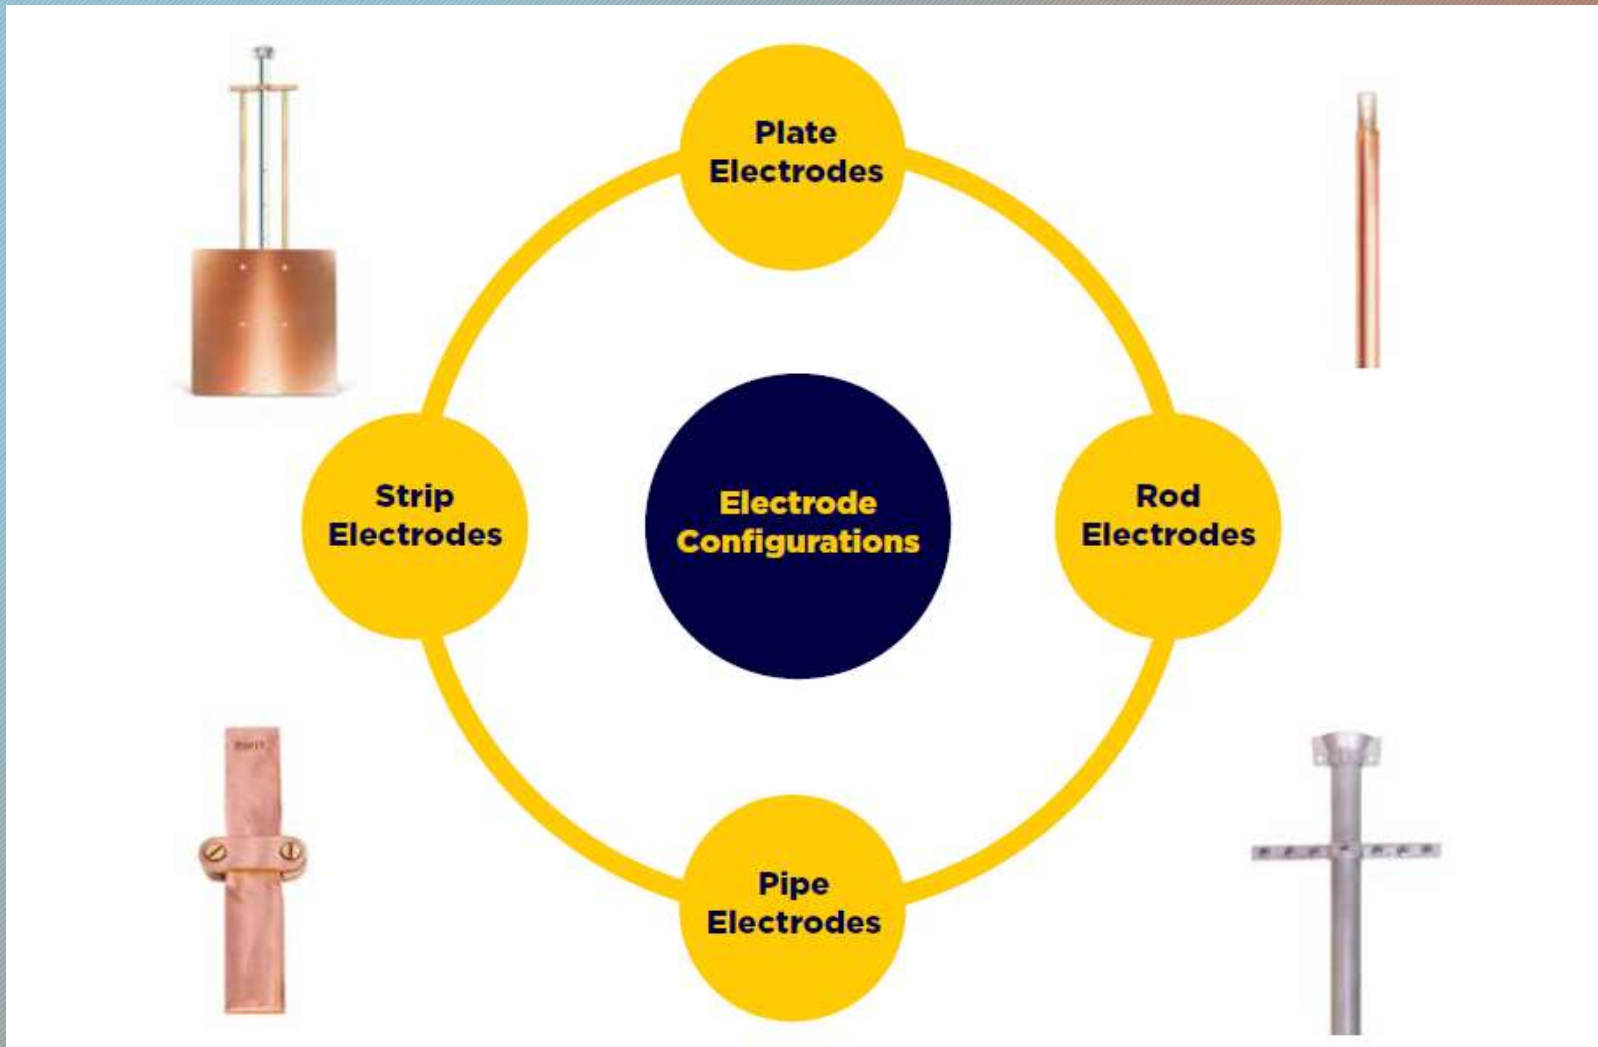 Plate
Electrodes
Strip
Electrodes
Electrode
Configurations
Rod
Electrodes
Pipe
Electrodes